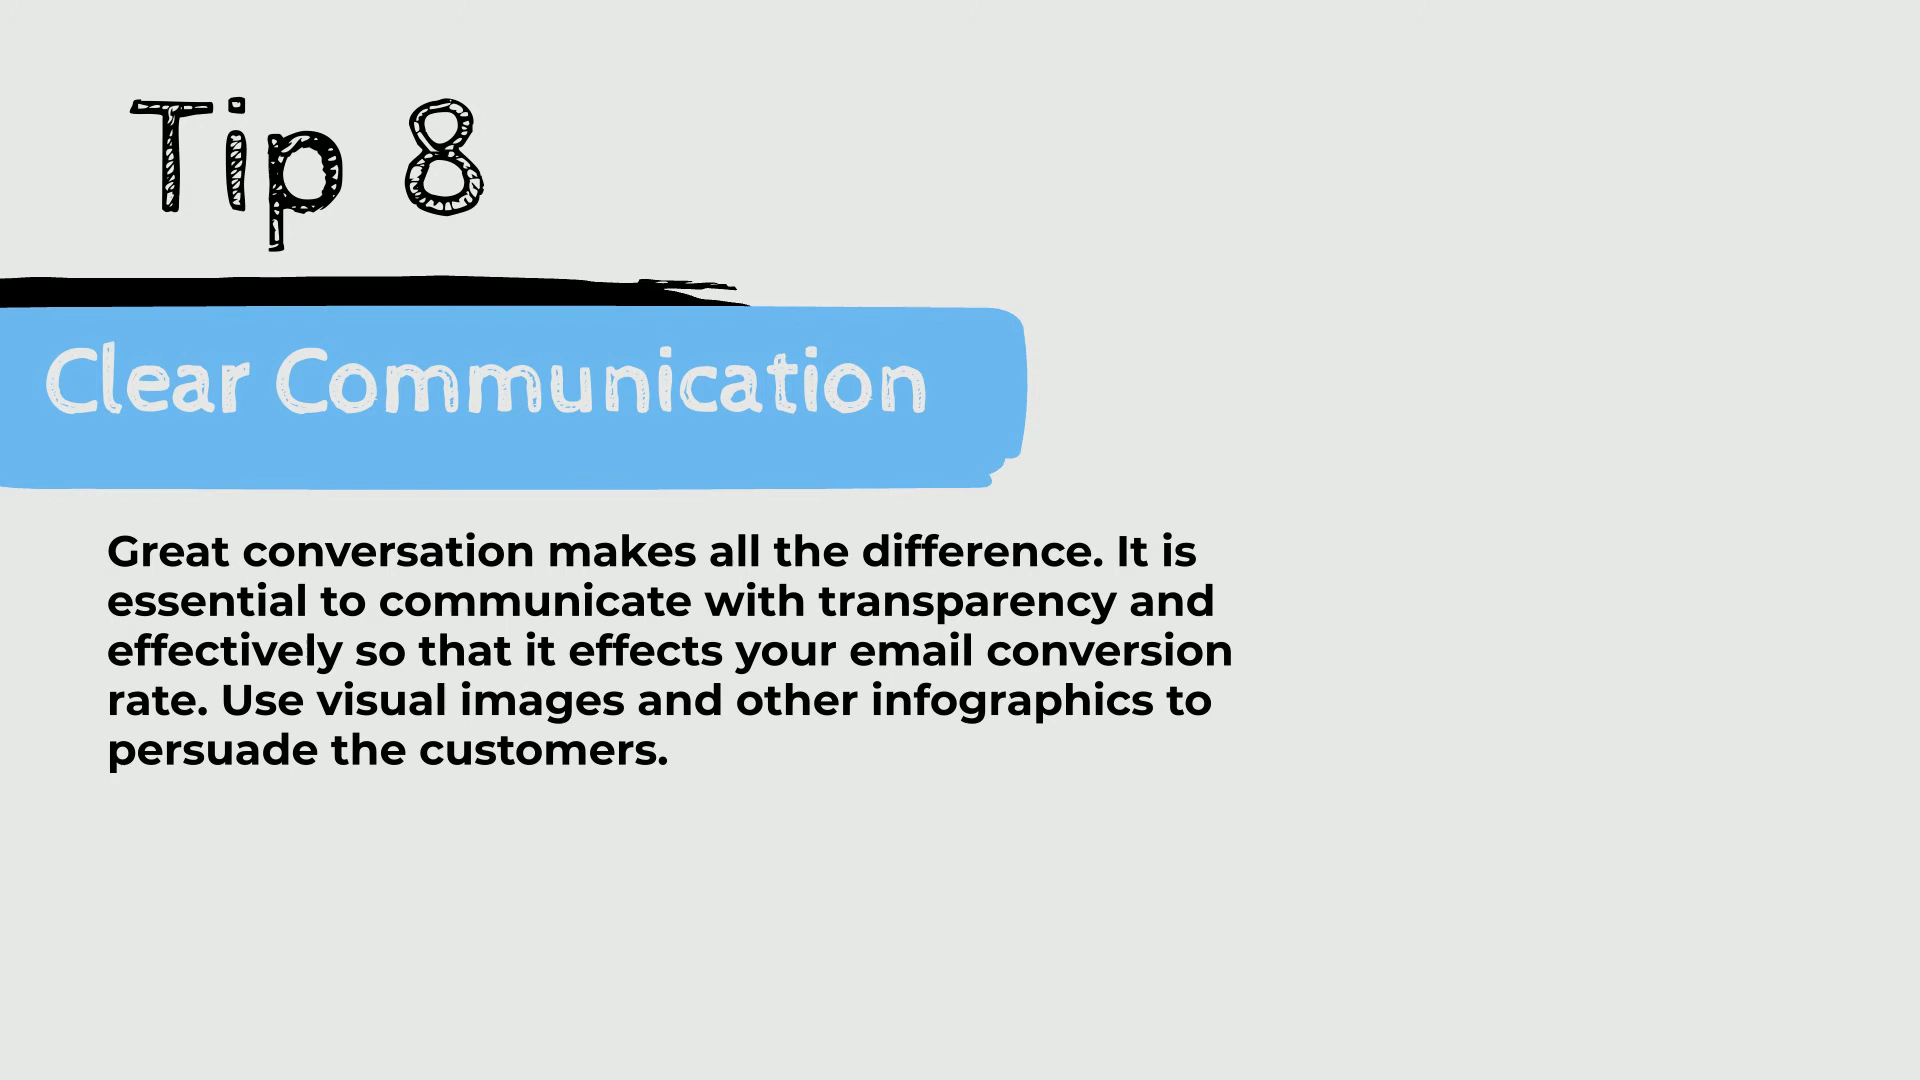 Tip 8
Clear Communication
Great conversation makes all the difference. It is
essential to communicate with transparency and
effectively so that it effects your email conversion
rate. Use visual images and other infographics to
persuade the customers.